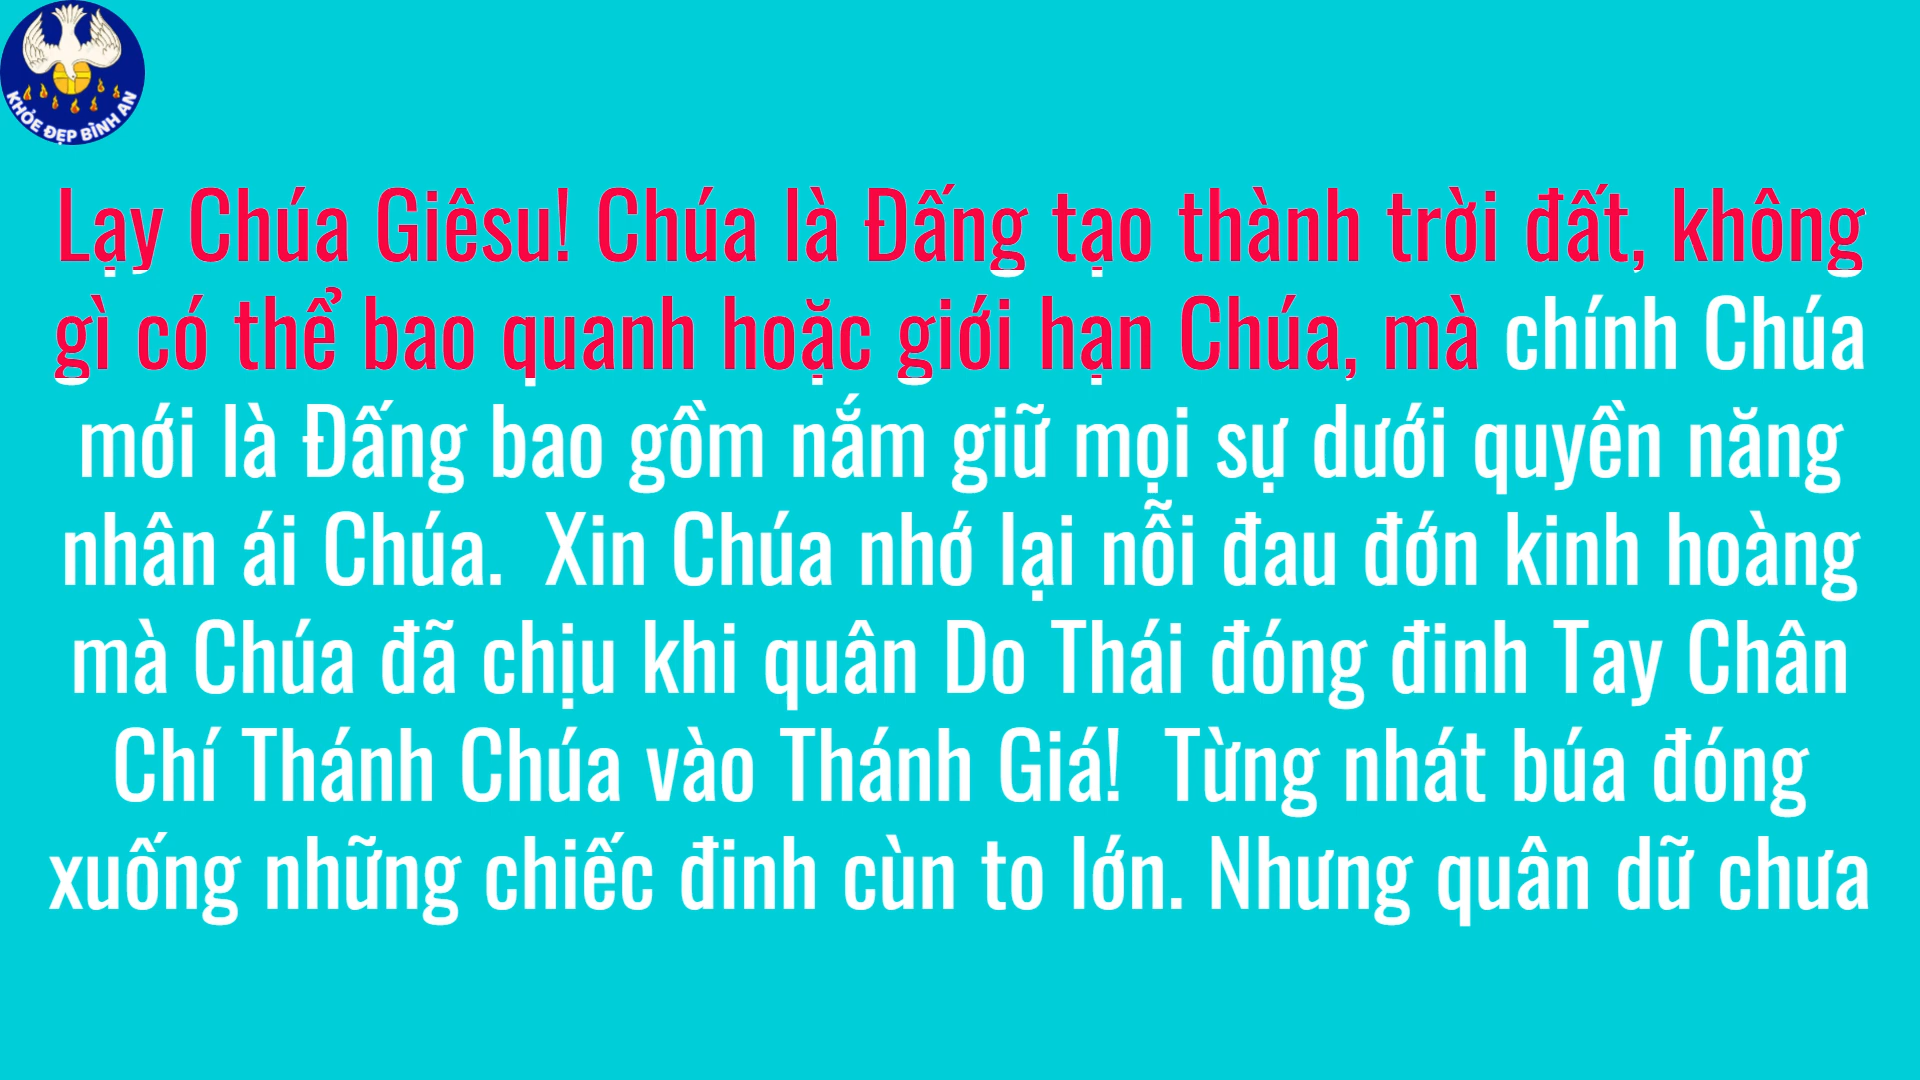 KHỎE ĐẸP BÌNH AN
Lạy Chúa Giêsu! Chúa là Đấng tạo thành trời đất, không
gì có thể bao quanh hoặc giới hạn Chúa, mà chính Chúa
mới là Đấng bao gồm nắm giữ mọi sự dưới quyền năng
nhân ái Chúa.  Xin Chúa nhớ lại nỗi đau đớn kinh hoàng
mà Chúa đã chịu khi quân Do Thái đóng đinh Tay Chân
Chí Thánh Chúa vào Thánh Giá!  Từng nhát búa đóng
xuống những chiếc đinh cùn to lớn. Nhưng quân dữ chưa